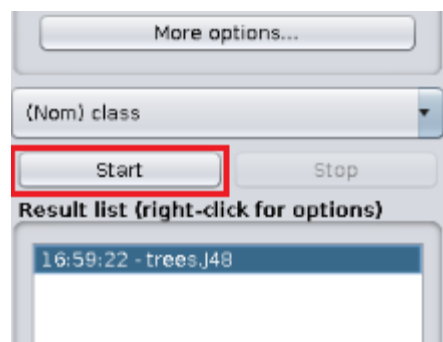 More options...
(Nom) class
Start Stop
Result list (right-click for options)
16:59:22 - trees.J48